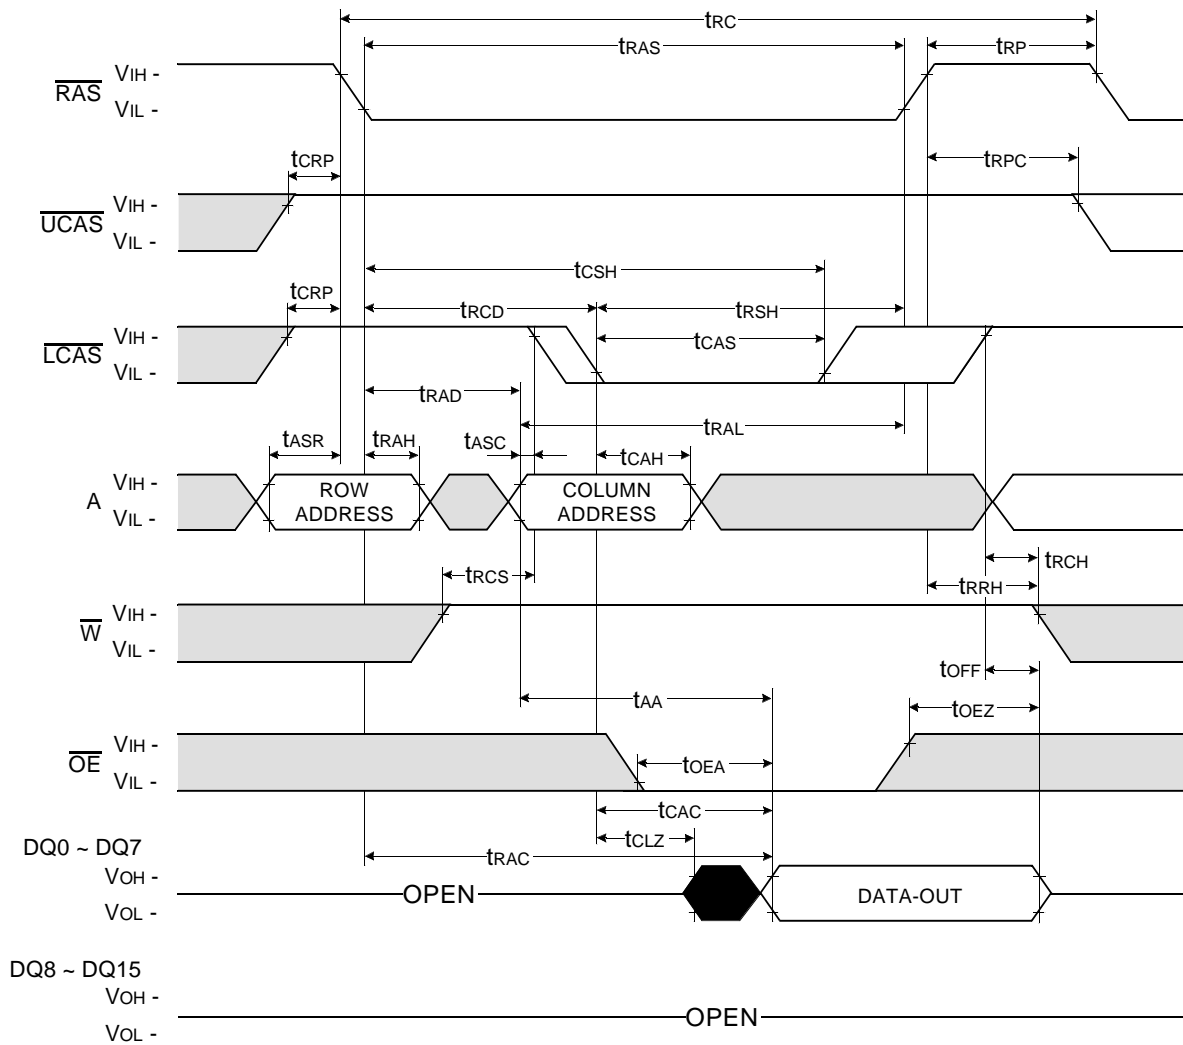 tRC
tRAS
tRP
RAS
VIH -
VIL -
tCRP
tRPC
UCAS
VIH -
VIL -
tCSH
tCRP
tRCD
tRSH
LCAS
VIH -
VIL -
tCAS
tRAD
tRAL
tASR
tRAH
tASC
tCAH
A
VIH -
VIL -
ROW
ADDRESS
COLUMN
ADDRESS
tRCS
tRCH
tRRH
W
VIH -
VIL -
tOFF
tAA
tOEZ
OE
VIH -
VIL -
tOEA
tCAC
tCLZ
tRAC
DQ0 ~ DQ7
VOH -
VOL -
OPEN
DATA-OUT
DQ8 ~ DQ15
VOH -
VOL -
OPEN